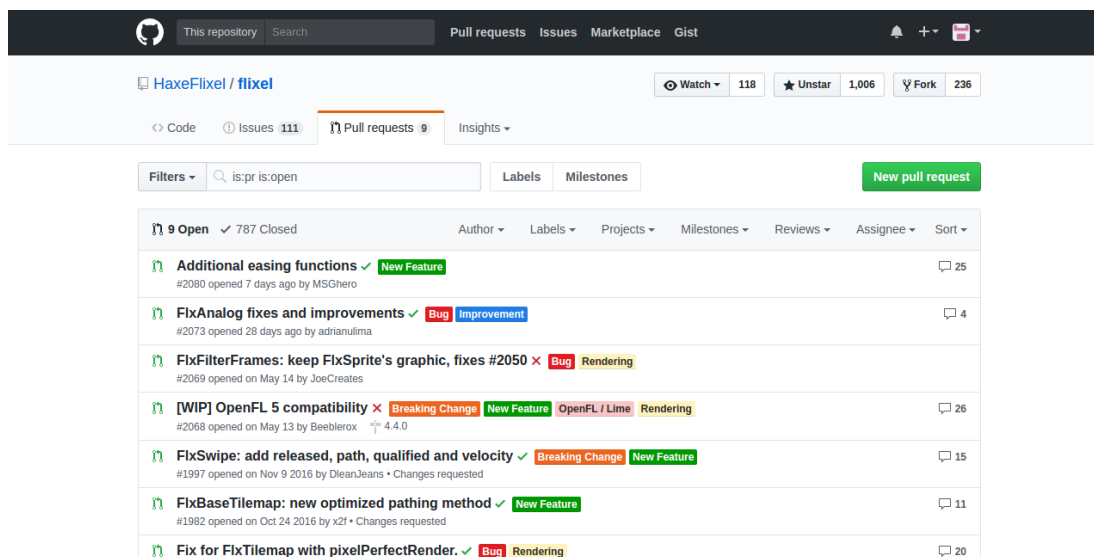 This repository Search Pull requests Issues Marketplace Gist
HaxeFlixel / flixel Watch 118 Unstar 1,006 Fork 236
Code Issues 111 Pull requests 9 Insights
Filters is:pr is:open Labels Milestones New pull request
9 Open 787 Closed Author Labels Projects Milestones Reviews Assignee Sort
Additional easing functions New Feature 25
#2080 opened 7 days ago by MSGhero
FlxAnalog fixes and improvements Bug Improvement 4
#2073 opened 28 days ago by adrianulima
FlxFilterFrames: keep FlxSprite's graphic, fixes #2050 Bug Rendering
#2069 opened on May 14 by JoeCreates
[WIP] OpenFL 5 compatibility Breaking Change New Feature OpenFL / Lime Rendering 26
#2068 opened on May 13 by Beeblerox 4.4.0
FlxSwipe: add released, path, qualified and velocity Breaking Change New Feature 15
#1997 opened on Nov 9 2016 by DleanJeans • Changes requested
FlxBaseTilemap: new optimized pathing method New Feature 11
#1982 opened on Oct 24 2016 by x2f • Changes requested
Fix for FlxTilemap with pixelPerfectRender. Bug Rendering 20